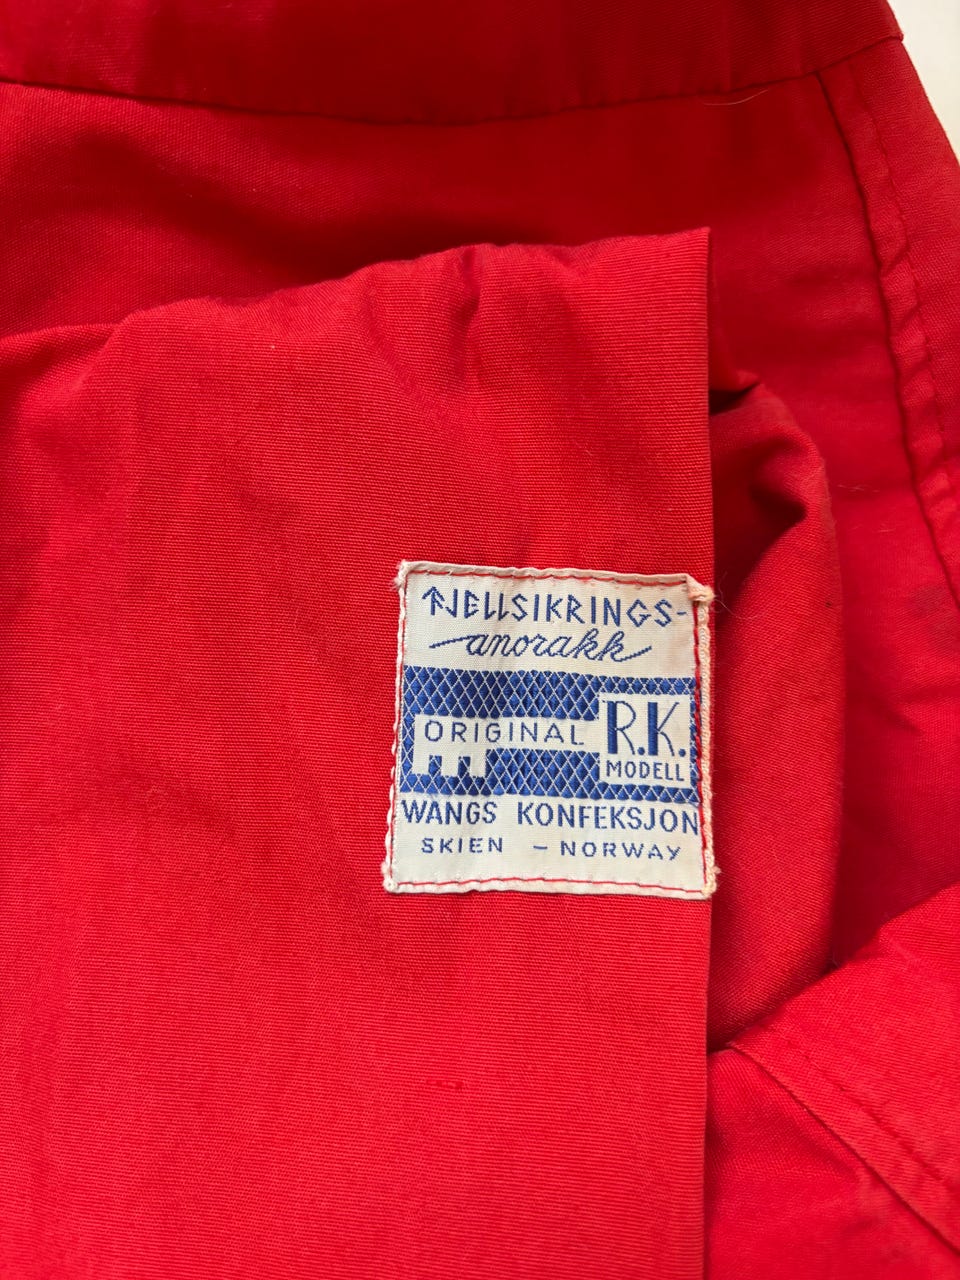 FJELLSIKRINGS-
anorakk
ORIGINAL R.K.
MODELL
WANGS KONFEKSJON
SKIEN - NORWAY